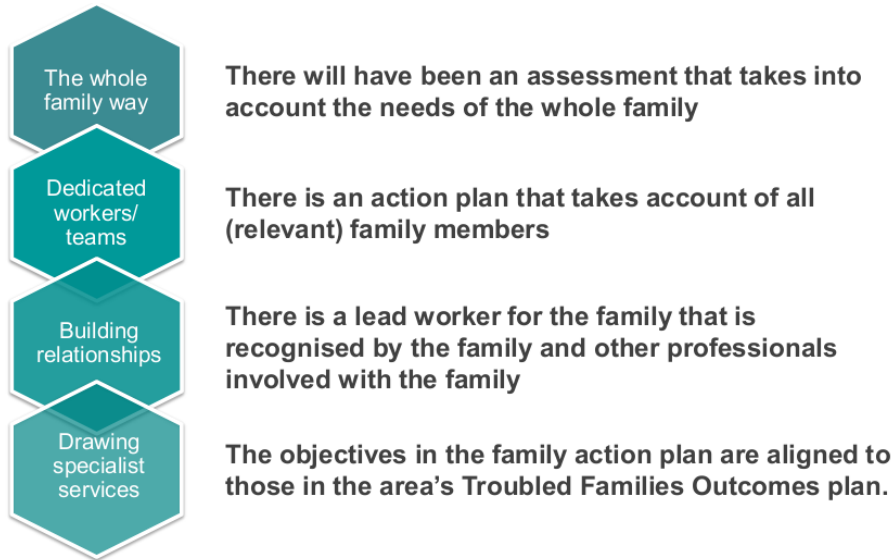 The whole
family way
There will have been an assessment that takes into
account the needs of the whole family
Dedicated
workers/
teams
There is an action plan that takes account of all
(relevant) family members
Building
relationships
There is a lead worker for the family that is
recognised by the family and other professionals
involved with the family
Drawing
specialist
services
The objectives in the family action plan are aligned to
those in the area’s Troubled Families Outcomes plan.